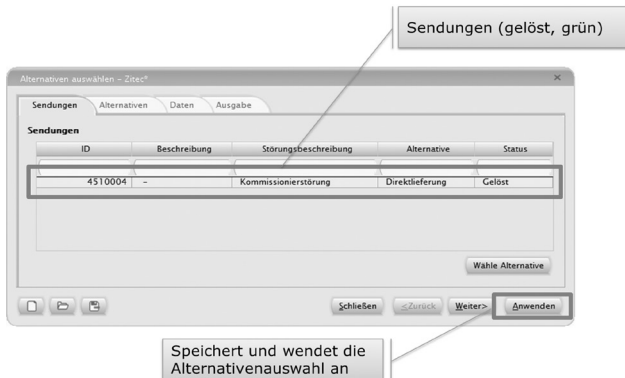 Sendungen (gelöst, grün)
Alternativen auswählen – Zitec®
Sendungen Alternativen Daten Ausgabe
Sendungen
ID Beschreibung Störungsbeschreibung Alternative Status
4510004 – Kommissionierstörung Direktlieferung Gelöst
Wähle Alternative
Schließen <Zurück Weiter> Anwenden
Speichert und wendet die
Alternativenauswahl an